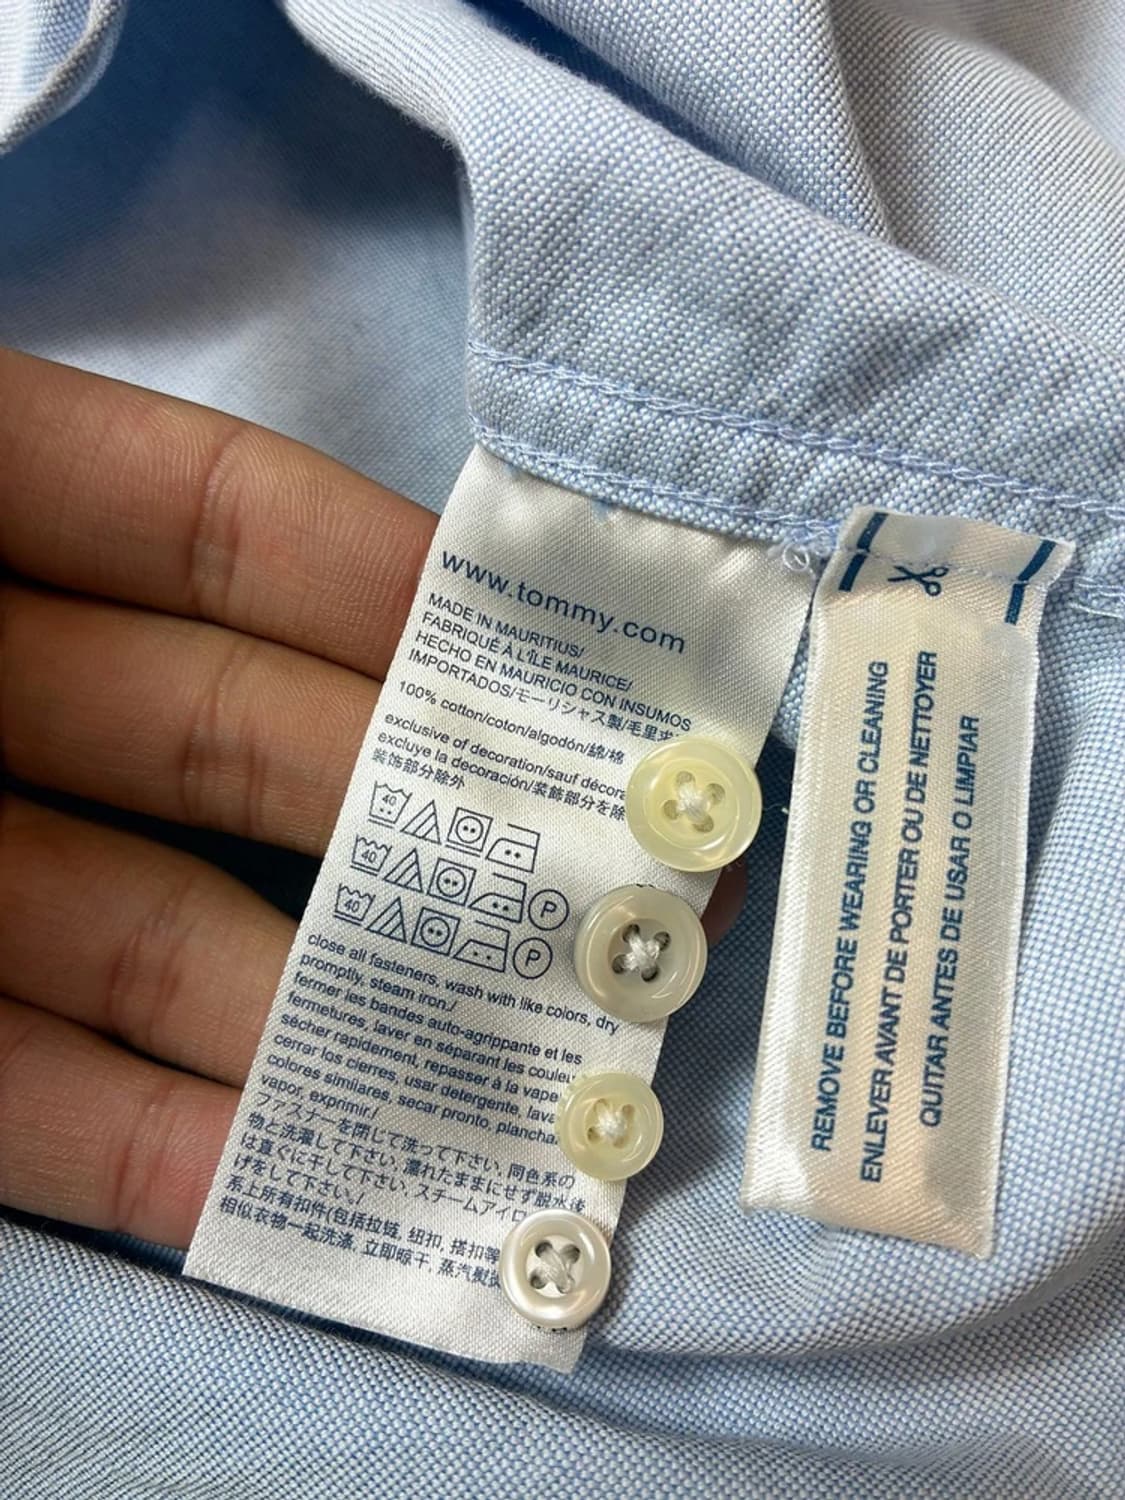 www.tommy.com
MADE IN MAURITIUS/
FABRIQUÉ À L'ÎLE MAURICE/
HECHO EN MAURICIO CON INSUMOS
IMPORTADOS/モーリシャス製/毛里求
100% cotton/coton/algodón/綿/棉
exclusive of decoration/sauf décora
excluye la decoración/装飾部分を除
装饰部分除外
40
40 P
40 P
close all fasteners, wash with like colors, dry
promptly, steam iron./
fermer les bandes auto-agrippante et les
fermetures, laver en séparant les couleu
sécher rapidement, repasser à la vape
cerrar los cierres, usar detergente, lava
colores similares, secar pronto, plancha
vapor, exprimir./
ファスナーを閉じて洗って下さい, 同色系の
物と洗濯して下さい, 濡れたままにせず脱水後
は直ぐに干して下さい, スチームアイロ
げをして下さい./
系上所有扣件(包括拉链, 纽扣, 搭扣等
相似衣物一起洗涤, 立即晾干, 蒸汽熨烫
REMOVE BEFORE WEARING OR CLEANING
ENLEVER AVANT DE PORTER OU DE NETTOYER
QUITAR ANTES DE USAR O LIMPIAR